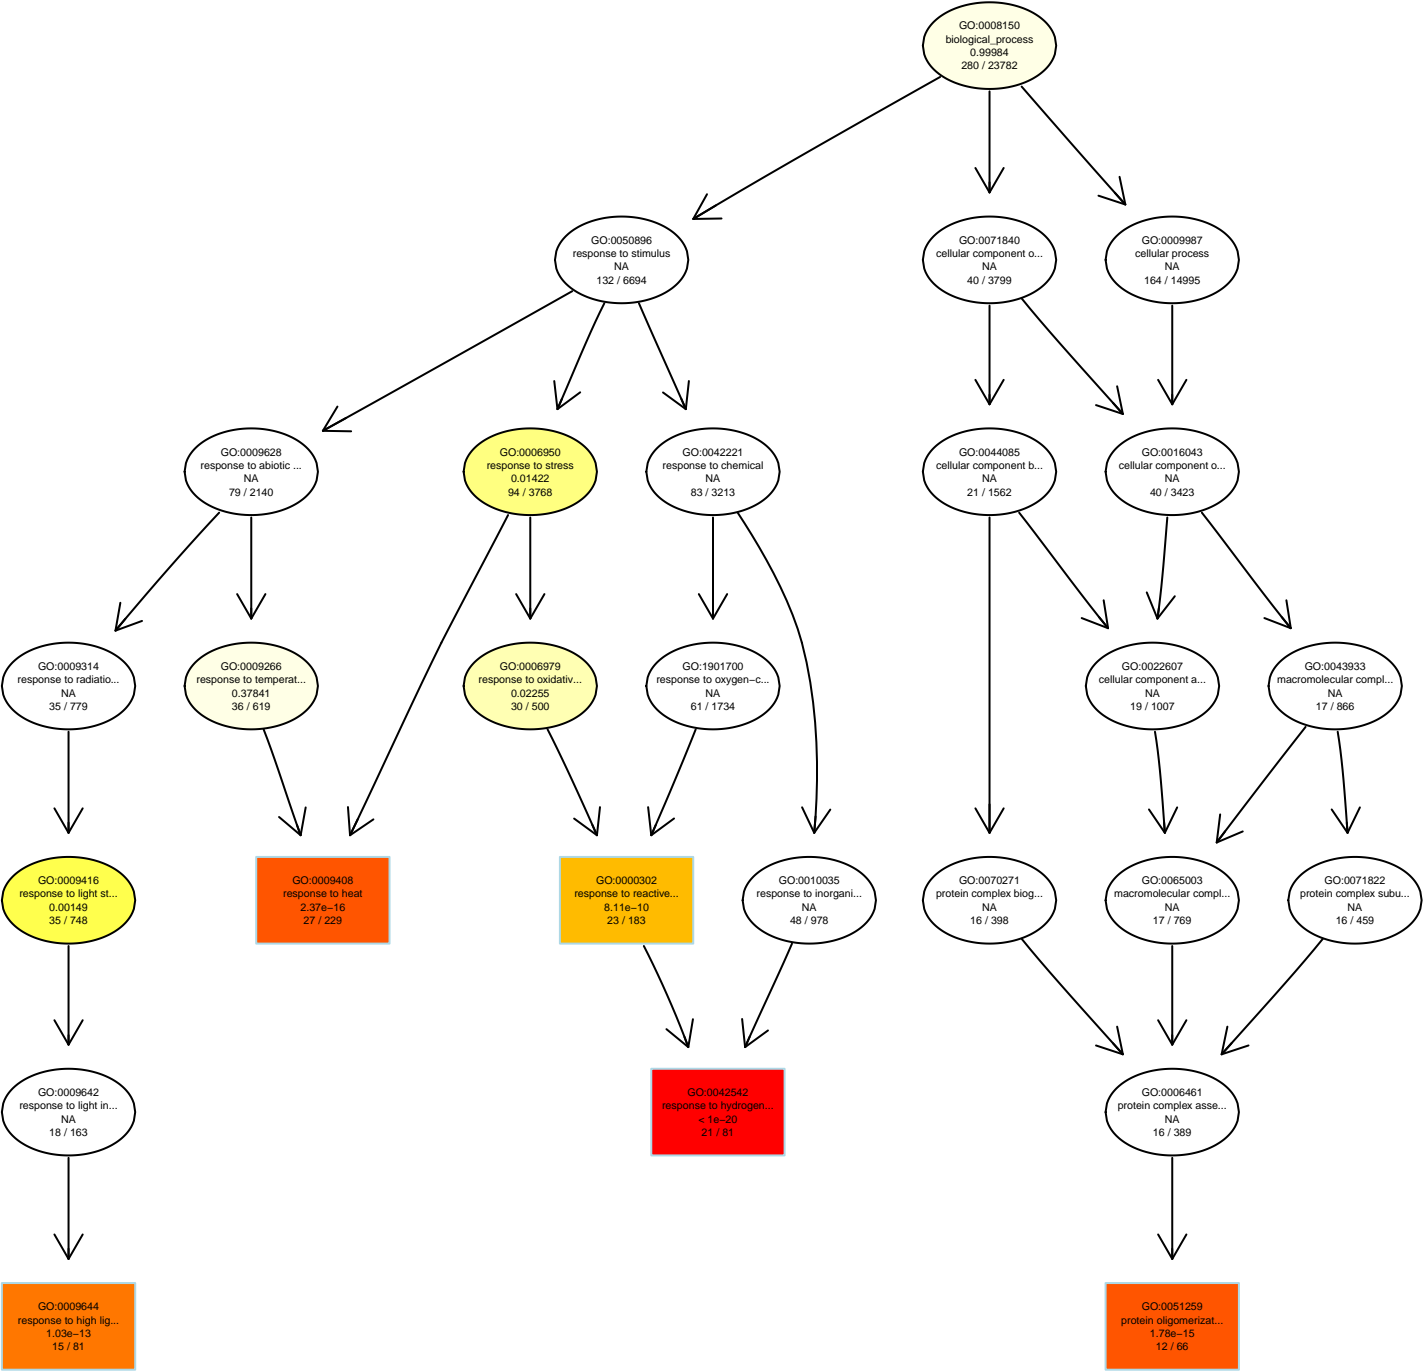 GO:0008150
biological_process
0.99984
280 / 23782
GO:0050896
response to stimulus
NA
132 / 6694
GO:0071840
cellular component o...
NA
40 / 3799
GO:0009987
cellular process
NA
164 / 14995
GO:0009628
response to abiotic ...
NA
79 / 2140
GO:0006950
response to stress
0.01422
94 / 3768
GO:0042221
response to chemical
NA
83 / 3213
GO:0044085
cellular component b...
NA
21 / 1562
GO:0016043
cellular component o...
NA
40 / 3423
GO:0009314
response to radiatio...
NA
35 / 779
GO:0009266
response to temperat...
0.37841
36 / 619
GO:0006979
response to oxidativ...
0.02255
30 / 500
GO:1901700
response to oxygen−c...
NA
61 / 1734
GO:0022607
cellular component a...
NA
19 / 1007
GO:0043933
macromolecular compl...
NA
17 / 866
GO:0009416
response to light st...
0.00149
35 / 748
GO:0009408
response to heat
2.37e−16
27 / 229
GO:0000302
response to reactive...
8.11e−10
23 / 183
GO:0010035
response to inorgani...
NA
48 / 978
GO:0070271
protein complex biog...
NA
16 / 398
GO:0065003
macromolecular compl...
NA
17 / 769
GO:0071822
protein complex subu...
NA
16 / 459
GO:0009642
response to light in...
NA
18 / 163
GO:0042542
response to hydrogen...
< 1e−20
21 / 81
GO:0006461
protein complex asse...
NA
16 / 389
GO:0009644
response to high lig...
1.03e−13
15 / 81
GO:0051259
protein oligomerizat...
1.78e−15
12 / 66